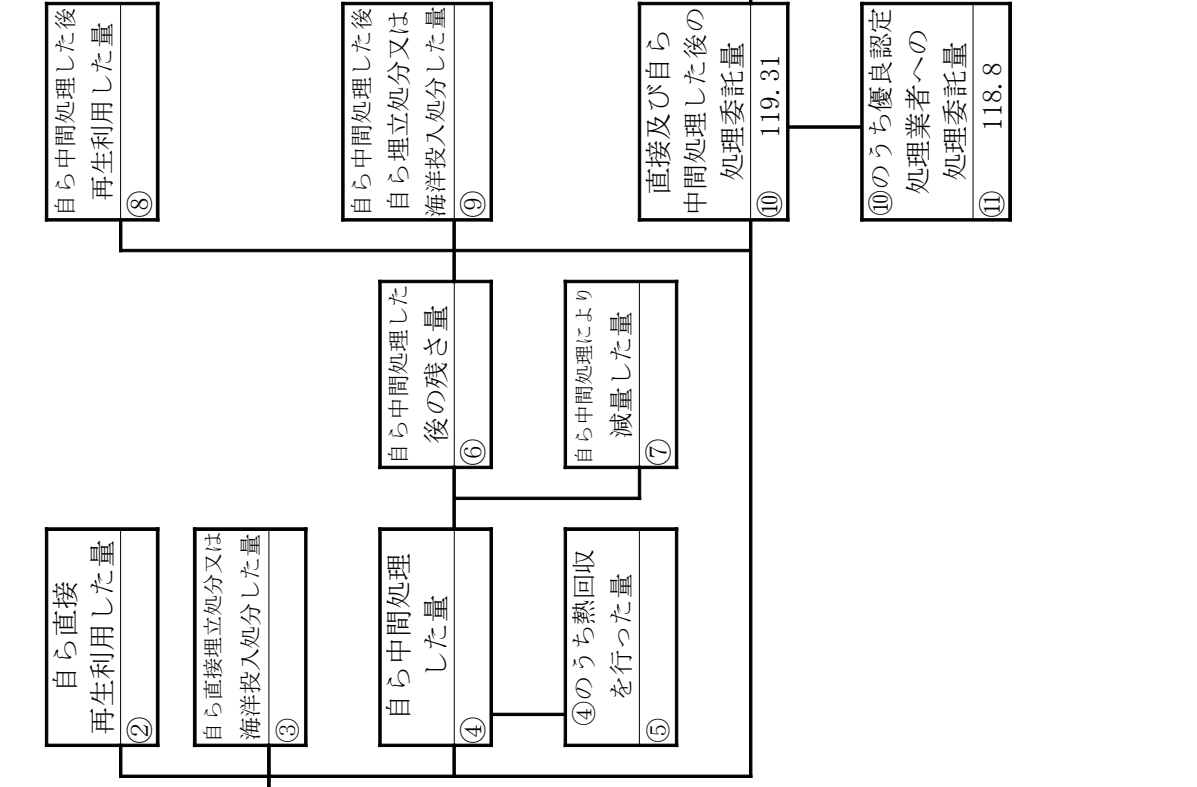 自ら直接
再生利用した量
②
自ら直接埋立処分又は
海洋投入処分した量
③
自ら中間処理
した量
④
④のうち熱回収
を行った量
⑤
自ら中間処理した
後の残さ量
⑥
自ら中間処理により
減量した量
⑦
自ら中間処理した後
再生利用した量
⑧
自ら中間処理した後
自ら埋立処分又は
海洋投入処分した量
⑨
直接及び自ら
中間処理した後の
処理委託量
⑩ 119.31
⑩のうち優良認定
処理業者への
処理委託量
⑪ 118.8